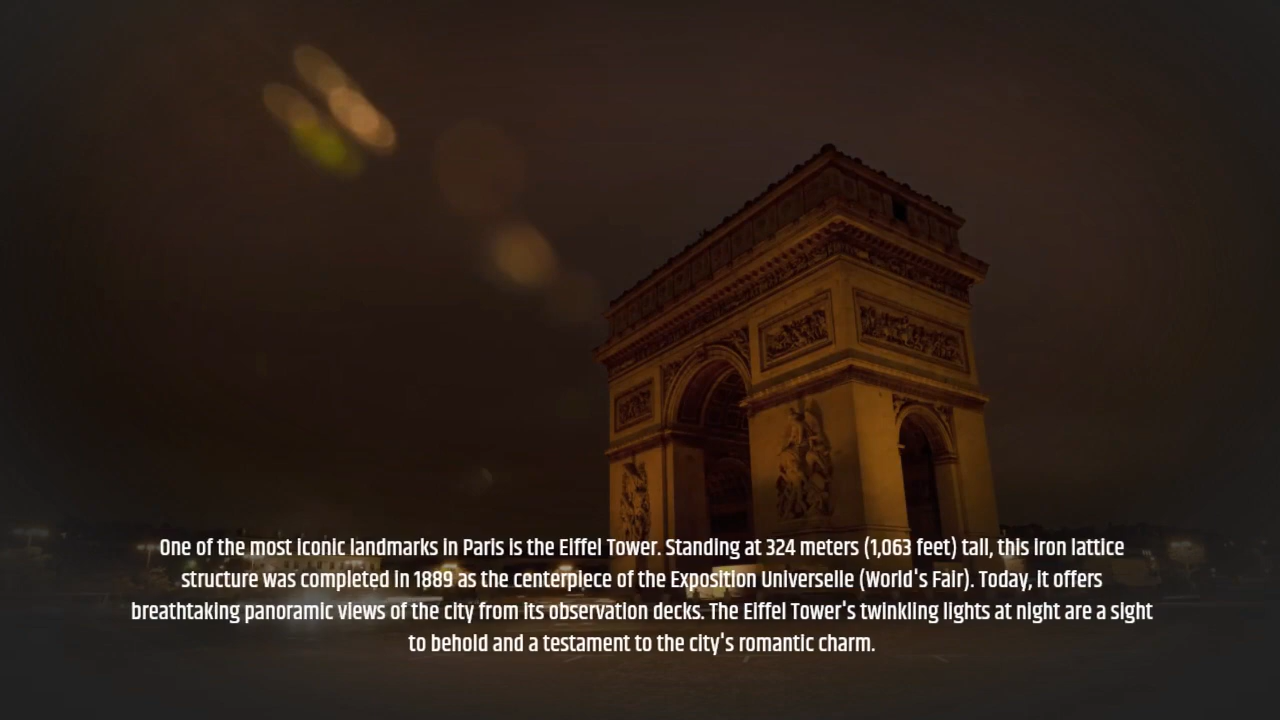 One of the most iconic landmarks in Paris is the Eiffel Tower. Standing at 324 meters (1,063 feet) tall, this iron lattice
structure was completed in 1889 as the centerpiece of the Exposition Universelle (World's Fair). Today, it offers
breathtaking panoramic views of the city from its observation decks. The Eiffel Tower's twinkling lights at night are a sight
to behold and a testament to the city's romantic charm.